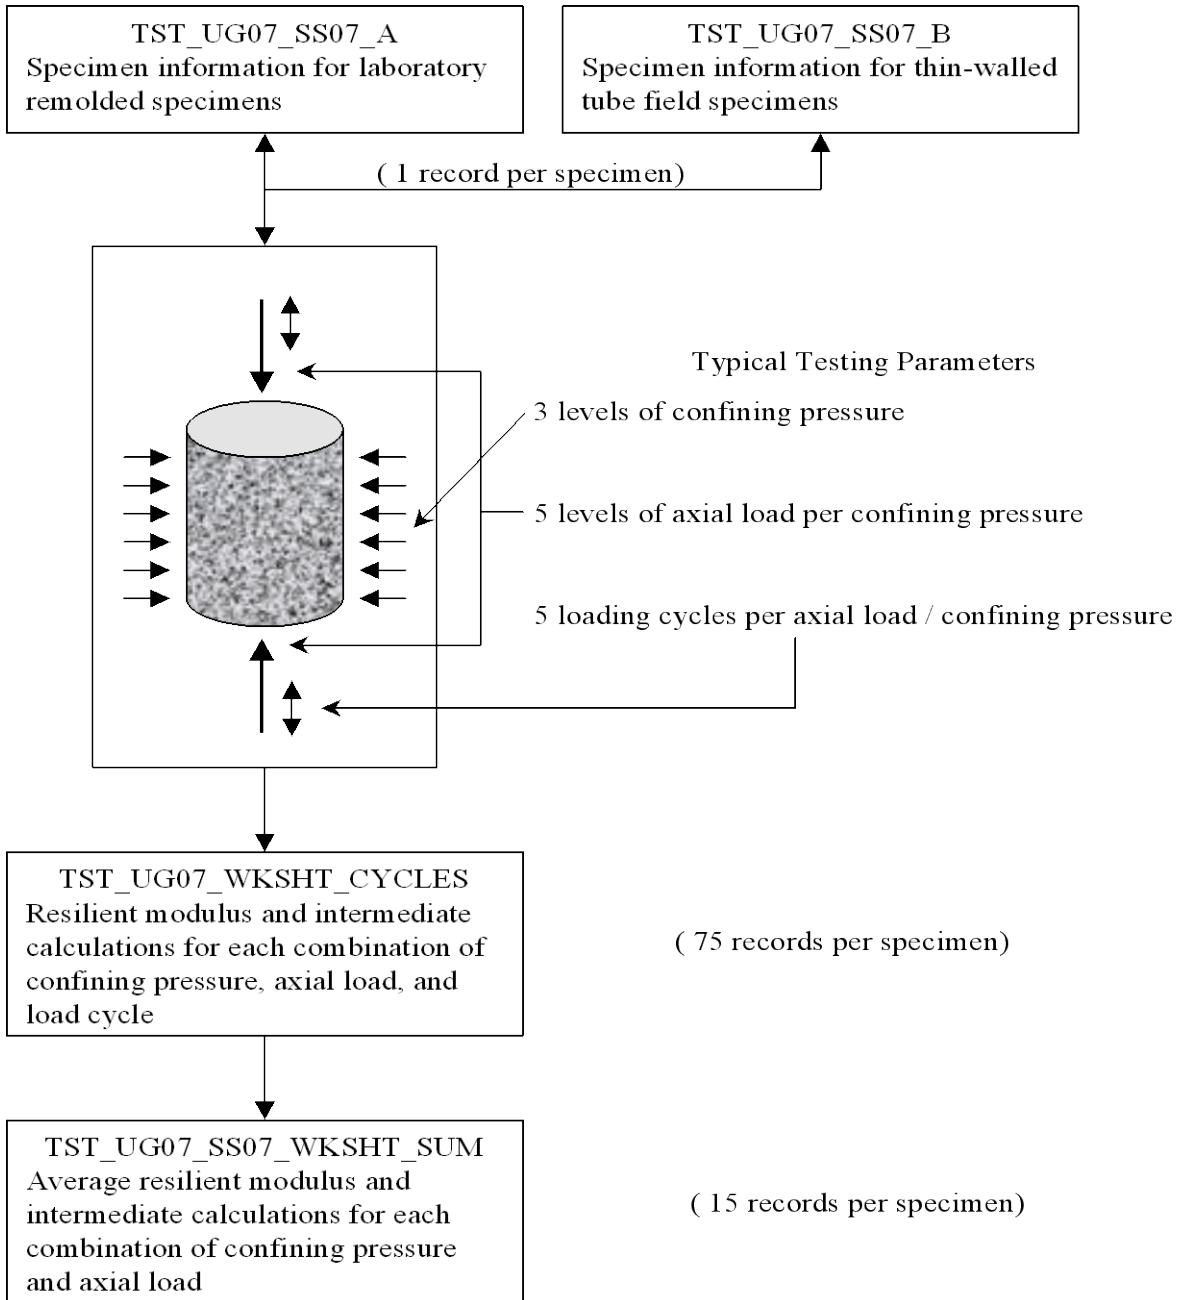 TST_UG07_SS07_A
Specimen information for laboratory
remolded specimens
TST_UG07_SS07_B
Specimen information for thin-walled
tube field specimens
( 1 record per specimen)
Typical Testing Parameters
3 levels of confining pressure
5 levels of axial load per confining pressure
5 loading cycles per axial load / confining pressure
TST_UG07_WKSHT_CYCLES
Resilient modulus and intermediate
calculations for each combination of
confining pressure, axial load, and
load cycle
( 75 records per specimen)
TST_UG07_SS07_WKSHT_SUM
Average resilient modulus and
intermediate calculations for each
combination of confining pressure
and axial load
( 15 records per specimen)